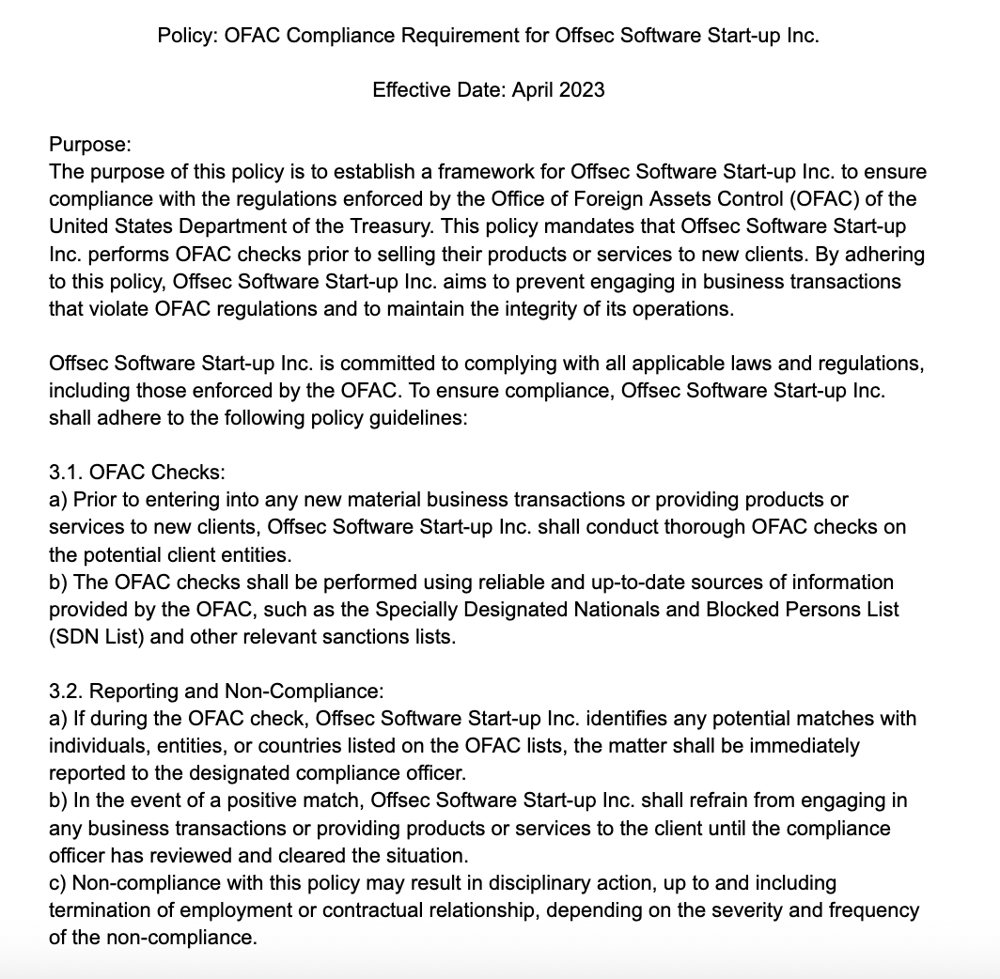 Policy: OFAC Compliance Requirement for Offsec Software Start-up Inc.
Effective Date: April 2023
Purpose:
The purpose of this policy is to establish a framework for Offsec Software Start-up Inc. to ensure
compliance with the regulations enforced by the Office of Foreign Assets Control (OFAC) of the
United States Department of the Treasury. This policy mandates that Offsec Software Start-up
Inc. performs OFAC checks prior to selling their products or services to new clients. By adhering
to this policy, Offsec Software Start-up Inc. aims to prevent engaging in business transactions
that violate OFAC regulations and to maintain the integrity of its operations.
Offsec Software Start-up Inc. is committed to complying with all applicable laws and regulations,
including those enforced by the OFAC. To ensure compliance, Offsec Software Start-up Inc.
shall adhere to the following policy guidelines:
3.1. OFAC Checks:
a) Prior to entering into any new material business transactions or providing products or
services to new clients, Offsec Software Start-up Inc. shall conduct thorough OFAC checks on
the potential client entities.
b) The OFAC checks shall be performed using reliable and up-to-date sources of information
provided by the OFAC, such as the Specially Designated Nationals and Blocked Persons List
(SDN List) and other relevant sanctions lists.
3.2. Reporting and Non-Compliance:
a) If during the OFAC check, Offsec Software Start-up Inc. identifies any potential matches with
individuals, entities, or countries listed on the OFAC lists, the matter shall be immediately
reported to the designated compliance officer.
b) In the event of a positive match, Offsec Software Start-up Inc. shall refrain from engaging in
any business transactions or providing products or services to the client until the compliance
officer has reviewed and cleared the situation.
c) Non-compliance with this policy may result in disciplinary action, up to and including
termination of employment or contractual relationship, depending on the severity and frequency
of the non-compliance.